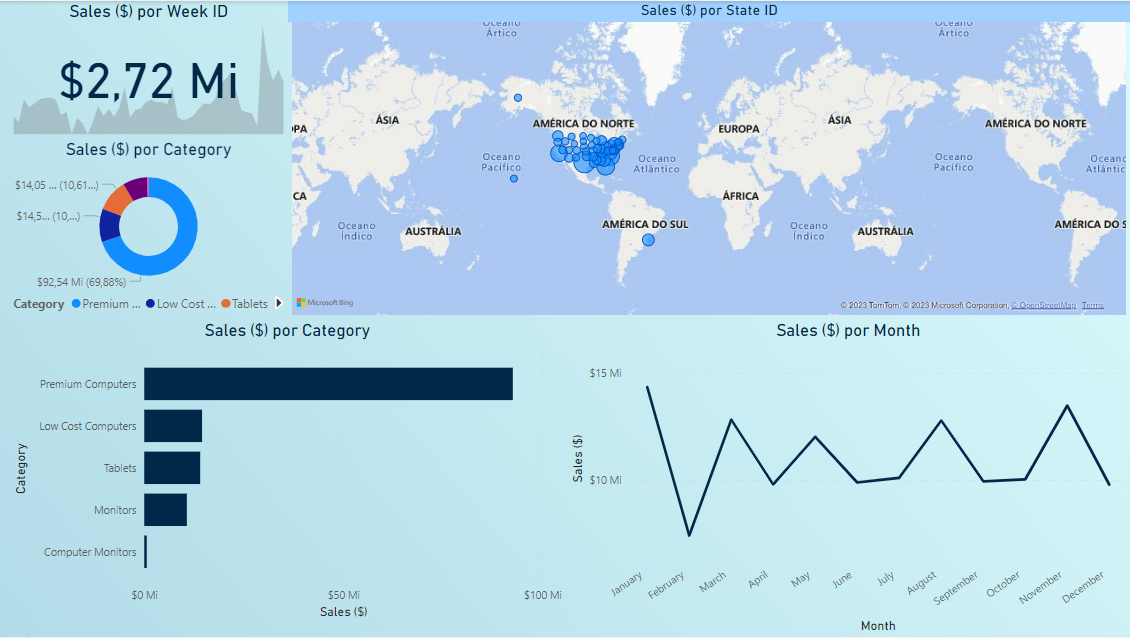 Sales ($) por Week ID
$2,72 Mi
Sales ($) por Category
$14,05 ... (10,61...)
$14,5... (10,...)
$92,54 Mi (69,88%)
Category Premium ... Low Cost ... Tablets
Sales ($) por State ID
Oceano
Ártico
Oceano
Ártico
ÁSIA
AMÉRICA DO NORTE
ÁSIA
AMÉRICA DO NORTE
PA
EUROPA
Oceano
Pacífico
Oceano
Atlântico
Oceano
Pacífico
Oceano
Atlântic
CA
ÁFRICA
Oceano
Índico
AUSTRÁLIA
AMÉRICA DO SUL
Oceano
Índico
AUSTRÁLIA
AMÉRICA DO S
Microsoft Bing
© 2023 TomTom, © 2023 Microsoft Corporation, © OpenStreetMap Terms
Sales ($) por Category
Category
Premium Computers
Low Cost Computers
Tablets
Monitors
Computer Monitors
$0 Mi $50 Mi $100 Mi
Sales ($)
Sales ($) por Month
Sales ($)
$15 Mi
$10 Mi
January February March April May June July August September October November December
Month